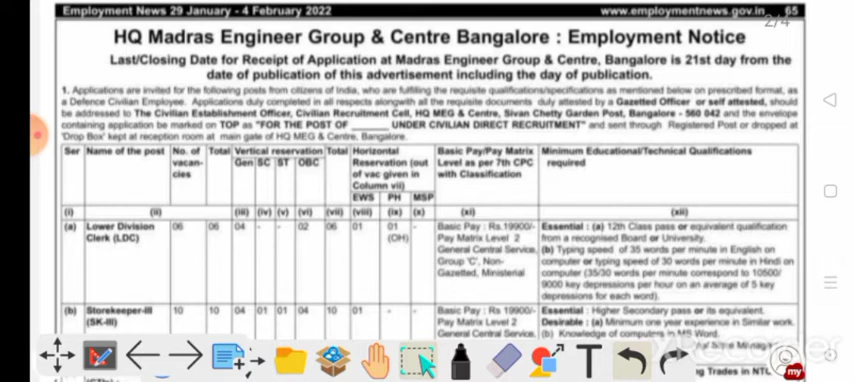 Employment News 29 January - 4 February 2022 www.employmentnews.gov.in 65
2/4
HQ Madras Engineer Group & Centre Bangalore : Employment Notice
Last/Closing Date for Receipt of Application at Madras Engineer Group & Centre, Bangalore is 21st day from the
date of publication of this advertisement including the day of publication.
1. Applications are invited for the following posts from citizens of India, who are fulfilling the requisite qualifications/specifications as mentioned below on prescribed format, as
a Defence Civilian Employee. Applications duly completed in all respects alongwith all the requisite documents duly attested by a Gazetted Officer or self attested, should
be addressed to The Civilian Establishment Officer, Civilian Recruitment Cell, HQ MEG & Centre, Sivan Chetty Garden Post, Bangalore - 560 042 and the envelope
containing application be marked on TOP as "FOR THE POST OF ____ UNDER CIVILIAN DIRECT RECRUITMENT" and sent through Registered Post or dropped at
'Drop Box' kept at reception room at main gate of HQ MEG & Centre, Bangalore.
Ser Name of the post No. of vacan- cies Total Vertical reservation Total Horizontal Reservation (out of vac given in Column vii) Basic Pay/Pay Matrix Level as per 7th CPC with Classification Minimum Educational/Technical Qualifications required
Gen SC ST OBC
EWS PH MSP
(i) (ii) (iii) (iv) (v) (vi) (vii) (viii) (ix) (x) (xi) (xii)
(a) Lower Division 06 06 04 - - 02 06 01 01 - Basic Pay : Rs.19900/- Essential : (a) 12th Class pass or equivalent qualification
Clerk (LDC) (OH) Pay Matrix Level 2 from a recognised Board or University.
General Central Service, (b) Typing speed of 35 words per minute in English on
Group 'C', Non- computer or typing speed of 30 words per minute in Hindi on
Gazetted, Ministerial computer (35/30 words per minute correspond to 10500/
9000 key depressions per hour on an average of 5 key
depressions for each word).
(b) Storekeeper-III 10 10 04 01 01 04 10 01 - - Basic Pay : Rs 19900/- Essential : Higher Secondary pass or its equivalent.
(SK-III) Pay Matrix Level 2 Desirable : (a) Minimum one year experience in Similar work.
General Central Service (b) Knowledge of computers in MS Word.
ng Trades in NTC
my
T